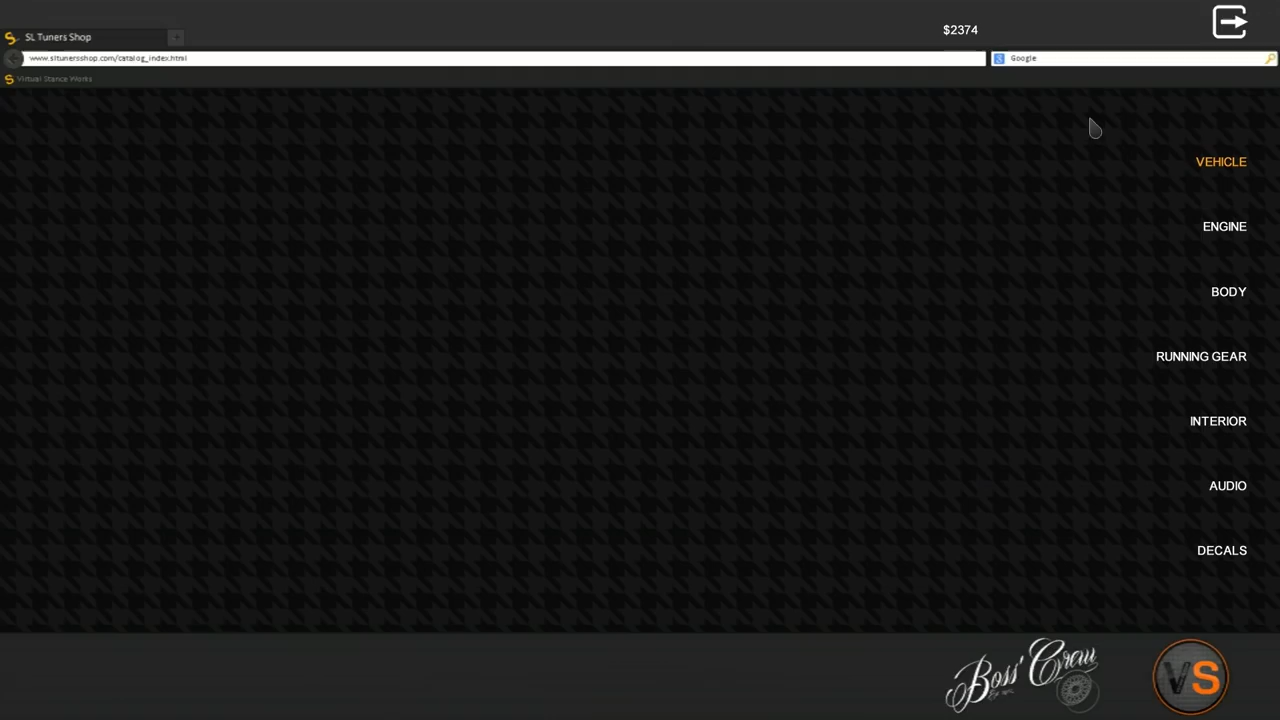 SL Tuners Shop
$2374
www.sltunersshop.com/catalog_index.html
Google
Virtual Stance Works
VEHICLE
ENGINE
BODY
RUNNING GEAR
INTERIOR
AUDIO
DECALS
Boss' Crew
VS